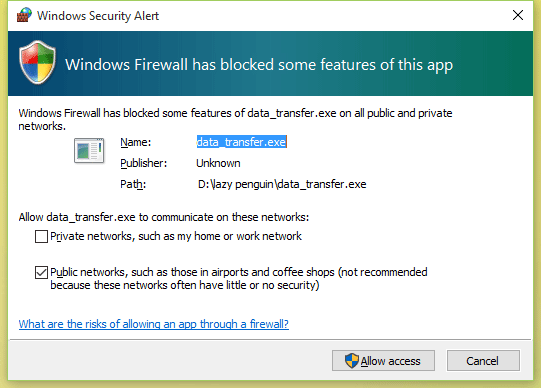 Windows Security Alert
Windows Firewall has blocked some features of this app
Windows Firewall has blocked some features of data_transfer.exe on all public and private
networks.
Name: data_transfer.exe
Publisher: Unknown
Path: D:\lazy penguin\data_transfer.exe
Allow data_transfer.exe to communicate on these networks:
Private networks, such as my home or work network
Public networks, such as those in airports and coffee shops (not recommended
because these networks often have little or no security)
What are the risks of allowing an app through a firewall?
Allow access Cancel